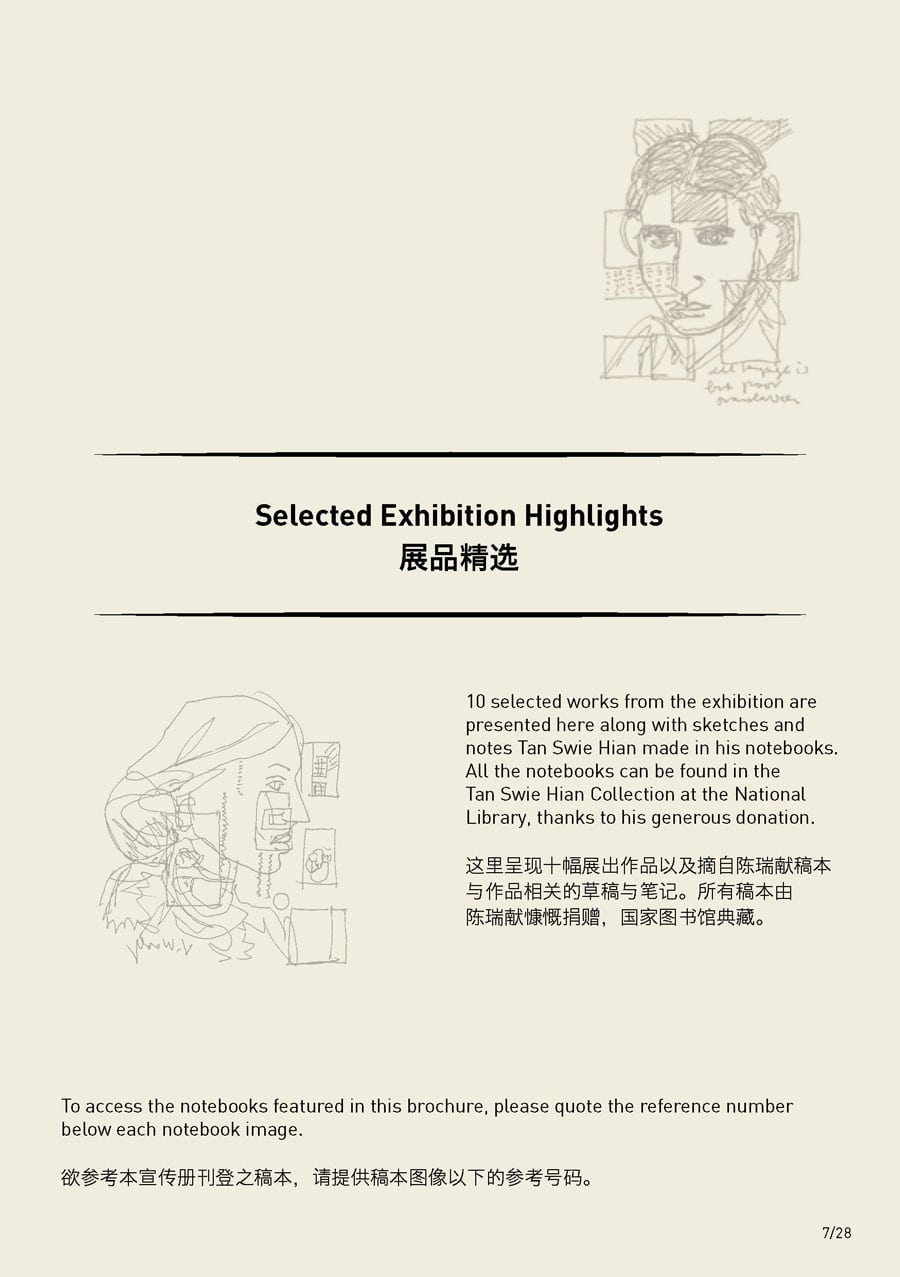 all language is
but poor
translation
Selected Exhibition Highlights
展品精选
10 selected works from the exhibition are
presented here along with sketches and
notes Tan Swie Hian made in his notebooks.
All the notebooks can be found in the
Tan Swie Hian Collection at the National
Library, thanks to his generous donation.
这里呈现十幅展出作品以及摘自陈瑞献稿本
与作品相关的草稿与笔记。所有稿本由
陈瑞献慷慨捐赠，国家图书馆典藏。
To access the notebooks featured in this brochure, please quote the reference number
below each notebook image.
欲参考本宣传册刊登之稿本，请提供稿本图像以下的参考号码。
7/28